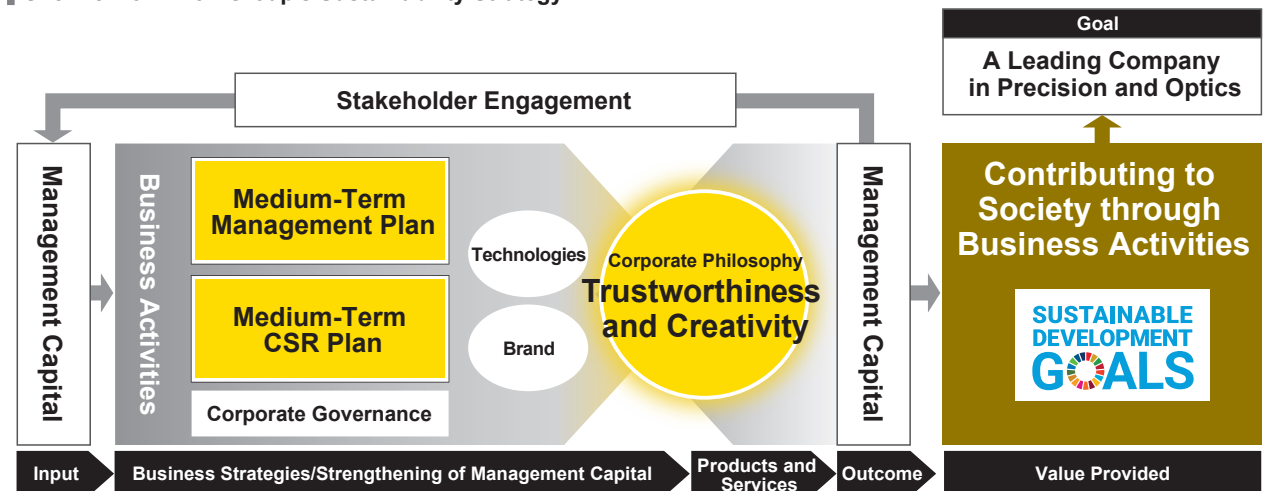 Goal
A Leading Company
in Precision and Optics
Stakeholder Engagement
Management Capital
Business Activities
Medium-Term
Management Plan
Medium-Term
CSR Plan
Corporate Governance
Technologies
Brand
Corporate Philosophy
Trustworthiness
and Creativity
Management Capital
Contributing to
Society through
Business Activities
SUSTAINABLE
DEVELOPMENT
GOALS
Input
Business Strategies/Strengthening of Management Capital
Products and
Services
Outcome
Value Provided